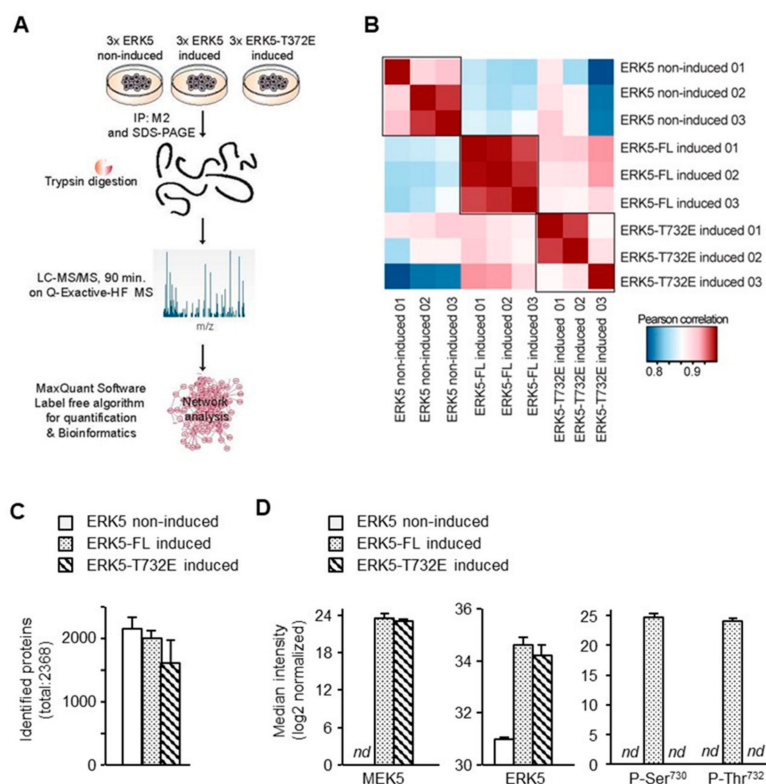 A
3x ERK5 non-induced
3x ERK5 induced
3x ERK5-T372E induced
IP: M2
and SDS-PAGE
Trypsin digestion
LC-MS/MS, 90 min.
on Q-Exactive-HF MS
m/z
MaxQuant Software
Label free algorithm
for quantification
& Bioinformatics
Network
analysis
B
ERK5 non-induced 01
ERK5 non-induced 02
ERK5 non-induced 03
ERK5-FL induced 01
ERK5-FL induced 02
ERK5-FL induced 03
ERK5-T732E induced 01
ERK5-T732E induced 02
ERK5-T732E induced 03
ERK5 non-induced 01
ERK5 non-induced 02
ERK5 non-induced 03
ERK5-FL induced 01
ERK5-FL induced 02
ERK5-FL induced 03
ERK5-T732E induced 01
ERK5-T732E induced 02
ERK5-T732E induced 03
Pearson correlation
0.8 0.9
C
ERK5 non-induced
ERK5-FL induced
ERK5-T732E induced
Identified proteins
(total:2368)
2000
1000
0
D
ERK5 non-induced
ERK5-FL induced
ERK5-T732E induced
Median intensity
(log2 normalized)
24
18
12
6
0
nd
MEK5
36
34
32
30
ERK5
25
20
15
10
5
0
nd nd nd nd
P-Ser730 P-Thr732